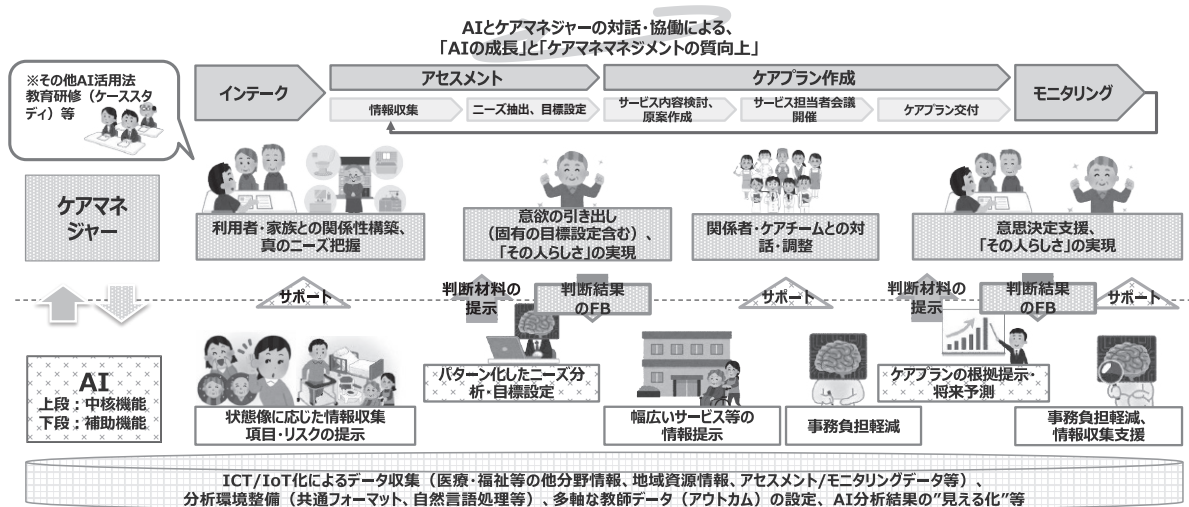 AIとケアマネジャーの対話・協働による、
「AIの成長」と「ケアマネマネジメントの質向上」
※その他AI活用法
教育研修（ケーススタ
ディ）等
インテーク
アセスメント
ケアプラン作成
モニタリング
情報収集
ニーズ抽出、目標設定
サービス内容検討、
原案作成
サービス担当者会議
開催
ケアプラン交付
ケアマネ
ジャー
利用者・家族との関係性構築、
真のニーズ把握
意欲の引き出し
（固有の目標設定含む）、
「その人らしさ」の実現
関係者・ケアチームとの対
話・調整
意思決定支援、
「その人らしさ」の実現
サポート
判断材料の
提示
判断結果
のFB
サポート
判断材料の
提示
判断結果
のFB
サポート
AI
上段：中核機能
下段：補助機能
状態像に応じた情報収集
項目・リスクの提示
パターン化したニーズ分
析・目標設定
幅広いサービス等の
情報提示
事務負担軽減
ケアプランの根拠提示・
将来予測
事務負担軽減、
情報収集支援
ICT/IoT化によるデータ収集（医療・福祉等の他分野情報、地域資源情報、アセスメント/モニタリングデータ等）、
分析環境整備（共通フォーマット、自然言語処理等）、多軸な教師データ（アウトカム）の設定、AI分析結果の”見える化”等